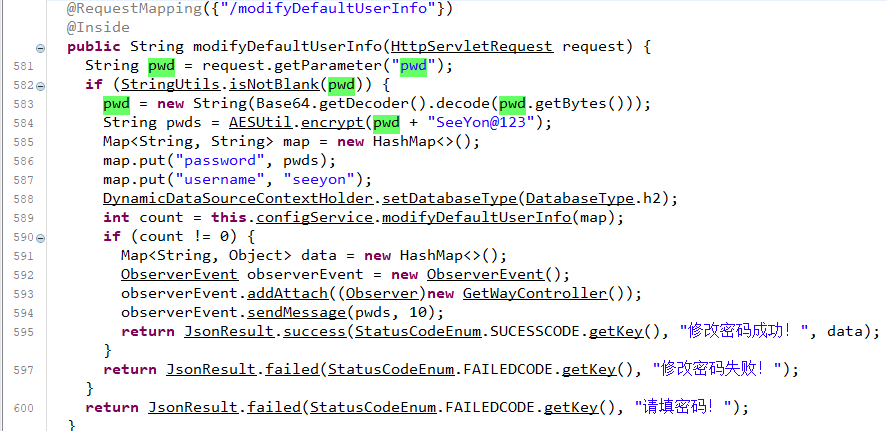 @RequestMapping({"/modifyDefaultUserInfo"})
@Inside
public String modifyDefaultUserInfo(HttpServletRequest request) {
581 String pwd = request.getParameter("pwd");
582 if (StringUtils.isNotBlank(pwd)) {
583 pwd = new String(Base64.getDecoder().decode(pwd.getBytes()));
584 String pwds = AESUtil.encrypt(pwd + "SeeYon@123");
585 Map<String, String> map = new HashMap<>();
586 map.put("password", pwds);
587 map.put("username", "seeyon");
588 DynamicDataSourceContextHolder.setDatabaseType(DatabaseType.h2);
589 int count = this.configService.modifyDefaultUserInfo(map);
590 if (count != 0) {
591 Map<String, Object> data = new HashMap<>();
592 ObserverEvent observerEvent = new ObserverEvent();
593 observerEvent.addAttach((Observer)new GetWayController());
594 observerEvent.sendMessage(pwds, 10);
595 return JsonResult.success(StatusCodeEnum.SUCESSCODE.getKey(), "修改密码成功！", data);
}
597 return JsonResult.failed(StatusCodeEnum.FAILEDCODE.getKey(), "修改密码失败！");
}
600 return JsonResult.failed(StatusCodeEnum.FAILEDCODE.getKey(), "请填密码！");
}